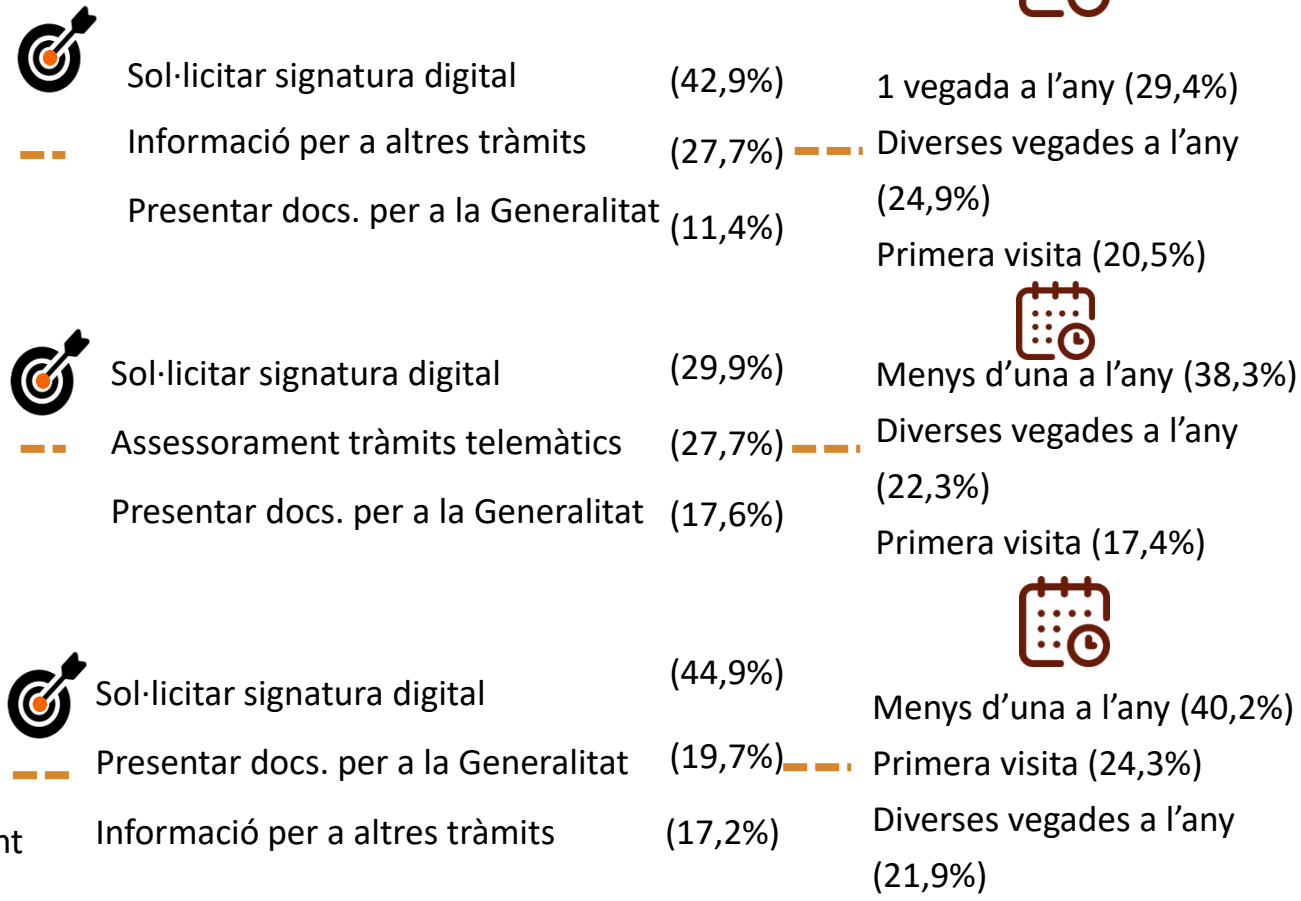 Sol·licitar signatura digital (42,9%)
Informació per a altres tràmits (27,7%)
Presentar docs. per a la Generalitat (11,4%)
1 vegada a l’any (29,4%)
Diverses vegades a l’any
(24,9%)
Primera visita (20,5%)
Sol·licitar signatura digital (29,9%)
Assessorament tràmits telemàtics (27,7%)
Presentar docs. per a la Generalitat (17,6%)
Menys d’una a l’any (38,3%)
Diverses vegades a l’any
(22,3%)
Primera visita (17,4%)
Sol·licitar signatura digital (44,9%)
Presentar docs. per a la Generalitat (19,7%)
Informació per a altres tràmits (17,2%)
Menys d’una a l’any (40,2%)
Primera visita (24,3%)
Diverses vegades a l’any
(21,9%)